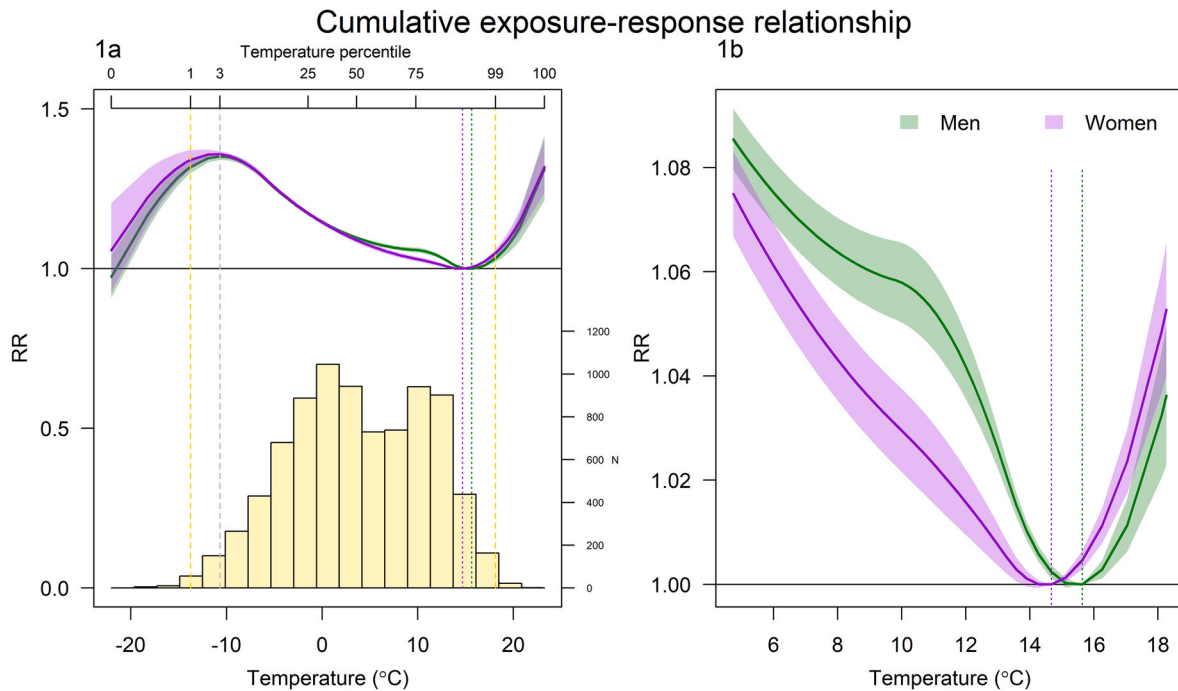 Cumulative exposure-response relationship
1a
Temperature percentile
0 1 3 25 50 75 99 100
1.5
1.0
0.5
0.0
RR
1200
1000
800
600 N
400
200
0
-20 -10 0 10 20
Temperature (°C)
1b
Men Women
1.08
1.06
1.04
1.02
1.00
RR
6 8 10 12 14 16 18
Temperature (°C)